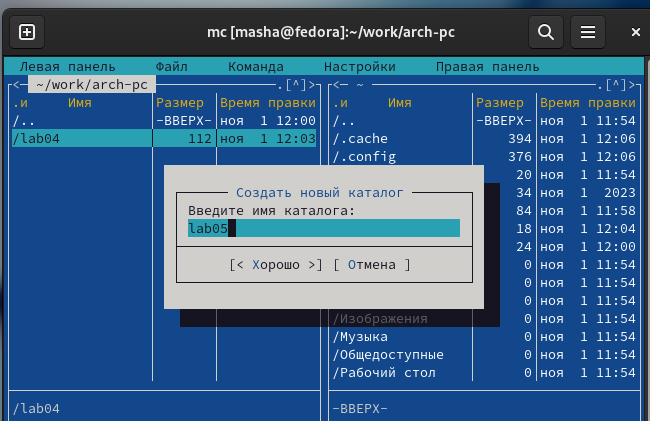 mc [masha@fedora]:~/work/arch-pc
Левая панель Файл Команда Настройки Правая панель
<─ ~/work/arch-pc .[^]> <─ ~ .[^]>
.и Имя Размер Время правки .и Имя Размер Время правки
/.. -ВВЕРХ- ноя 1 12:00 /.. -ВВЕРХ- ноя 1 11:54
/lab04 112 ноя 1 12:03 /.cache 394 ноя 1 12:06
/.config 376 ноя 1 12:06
20 ноя 1 11:54
Создать новый каталог 34 ноя 1 2023
Введите имя каталога: 84 ноя 1 11:58
lab05 18 ноя 1 12:04
24 ноя 1 12:00
[< Хорошо >] [ Отмена ] 0 ноя 1 11:54
0 ноя 1 11:54
0 ноя 1 11:54
/Изображения 0 ноя 1 11:54
/Музыка 0 ноя 1 11:54
/Общедоступные 0 ноя 1 11:54
/Рабочий стол 0 ноя 1 11:54
/lab04 -ВВЕРХ-